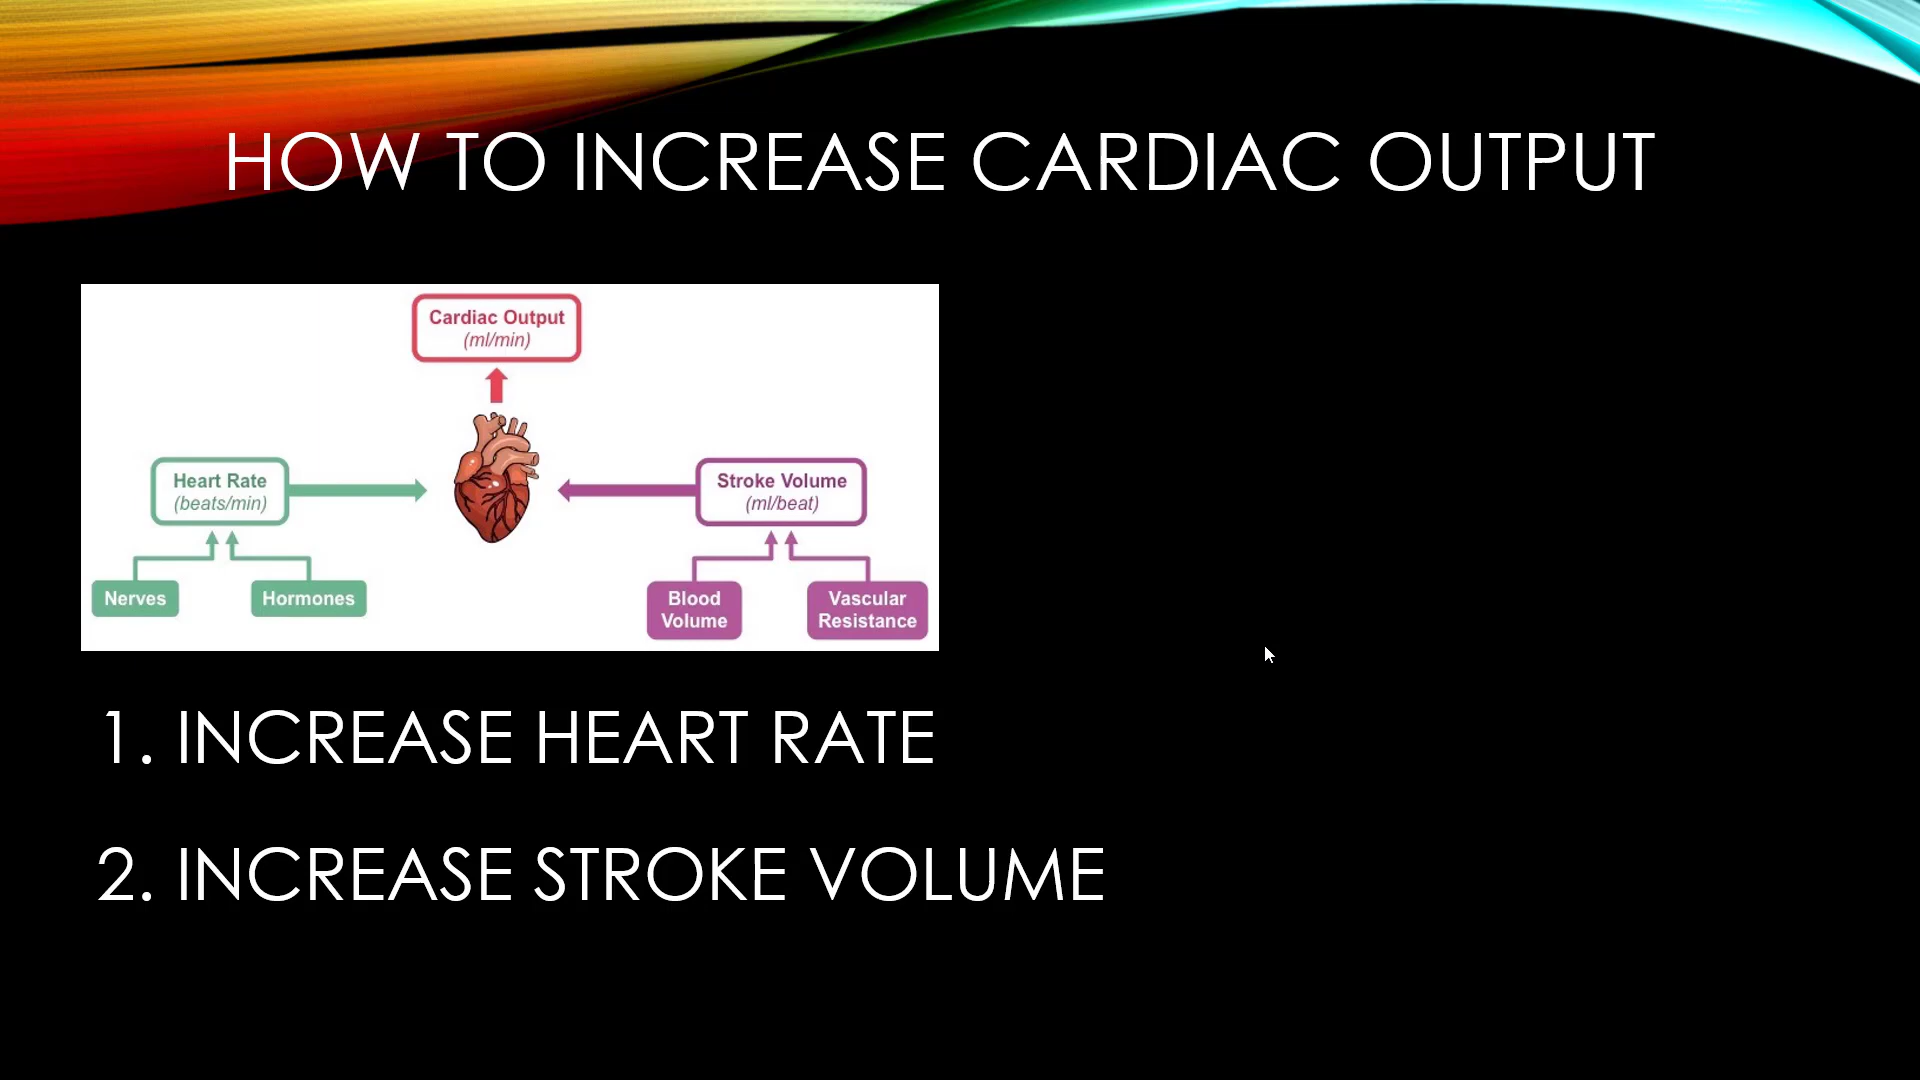 HOW TO INCREASE CARDIAC OUTPUT
Cardiac Output
(ml/min)
Heart Rate
(beats/min)
Stroke Volume
(ml/beat)
Nerves
Hormones
Blood
Volume
Vascular
Resistance
1. INCREASE HEART RATE
2. INCREASE STROKE VOLUME